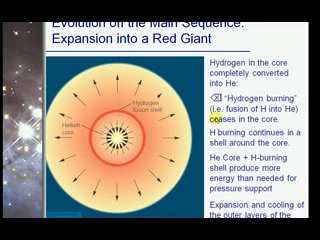 Evolution off the Main Sequence:
Expansion into a Red Giant
Hydrogen in the core
completely converted
into He:
"Hydrogen burning"
(i.e. fusion of H into He)
ceases in the core.
H burning continues in a
shell around the core.
He Core + H-burning
shell produce more
energy than needed for
pressure support
Expansion and cooling of
the outer layers of the
Hydrogen
fusion shell
Helium
core